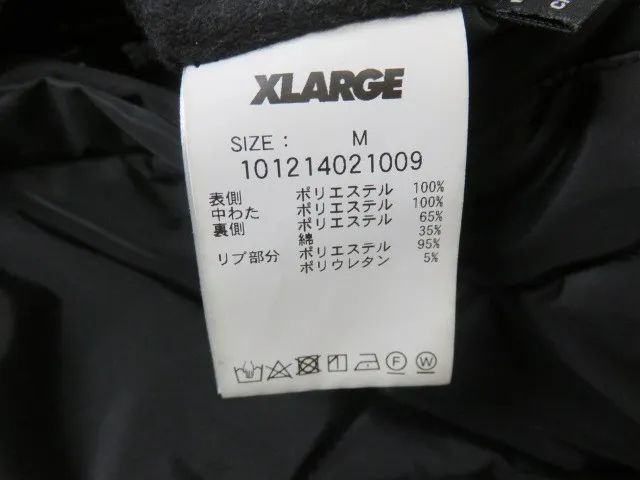 XLARGE
SIZE: M
101214021009
表側 ポリエステル 100%
中わた ポリエステル 100%
裏側 ポリエステル 65%
綿 35%
リブ部分 ポリエステル 95%
ポリウレタン 5%
F W